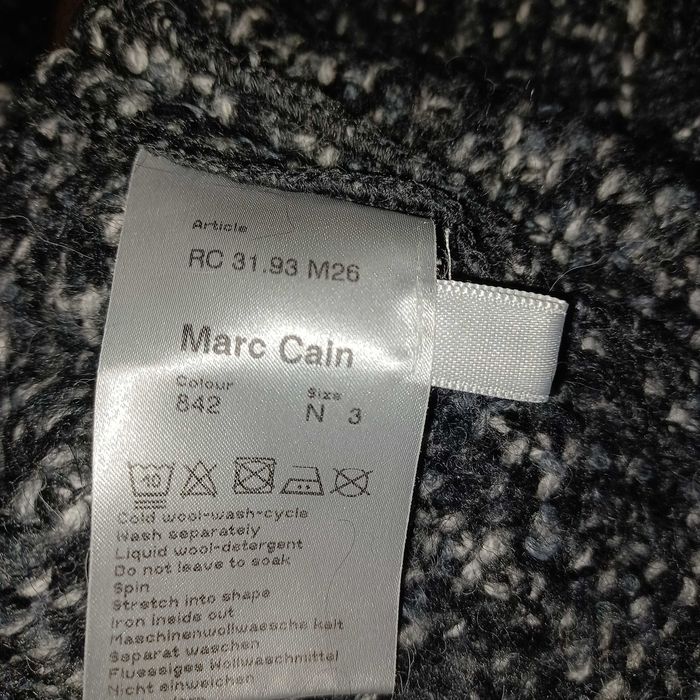 Article
RC 31.93 M26
Marc Cain
Colour Size
842 N 3
10
Cold wool-wash-cycle
Wash separately
Liquid wool-detergent
Do not leave to soak
Spin
Stretch into shape
Iron inside out
Maschinenwollwaesche kalt
Separat waschen
Fluessiges Wollwaschmittel
Nicht einweichen